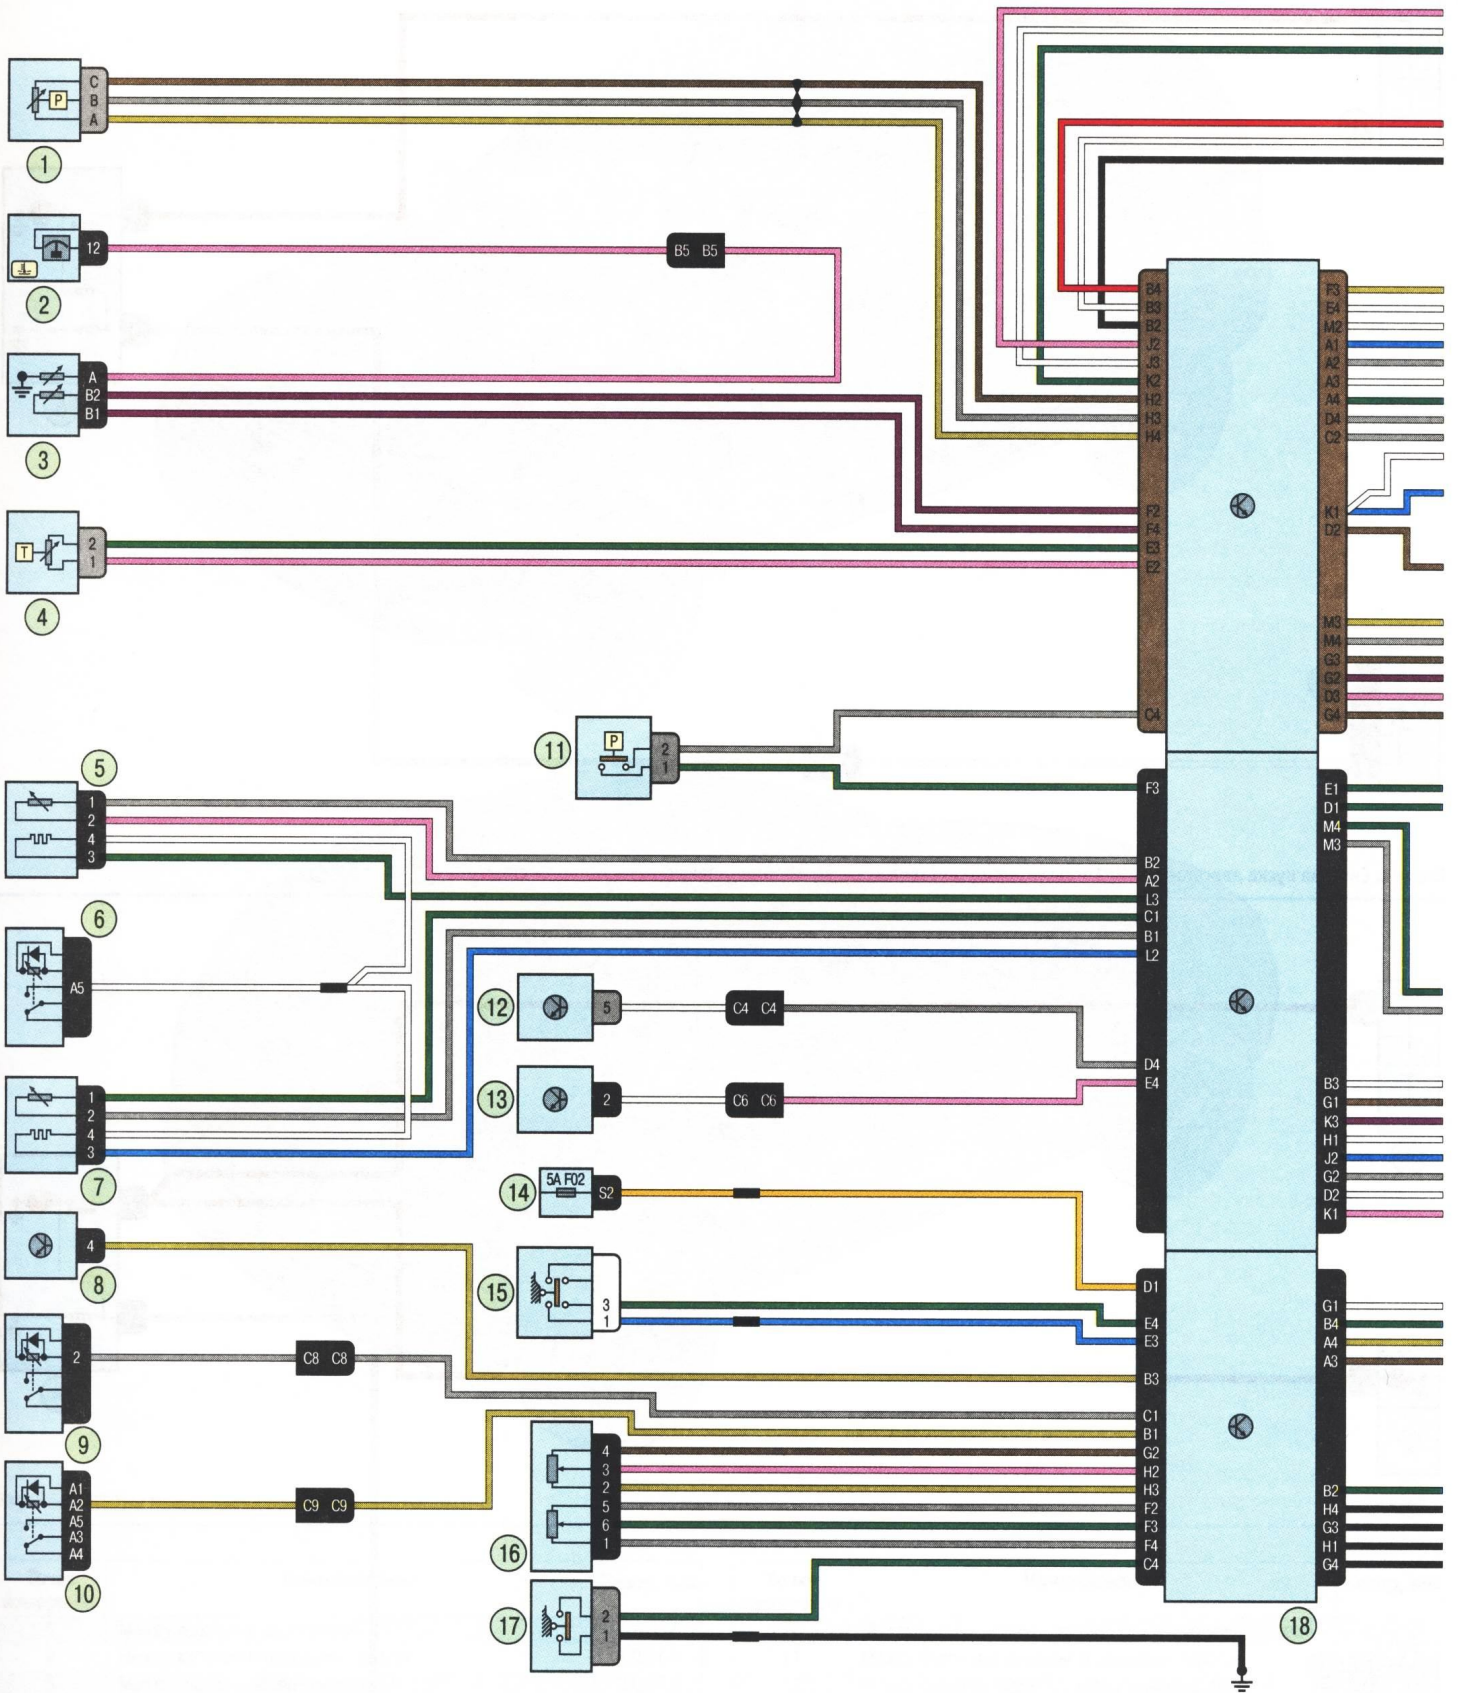 C
B
A
P
1
12
B5 B5
2
A
B2
B1
3
T
2
1
4
B4
B3
B2
J2
J3
K2
H2
H3
H4
F2
F4
E3
E2
C4
F3
E4
M2
A1
A2
A3
A4
D4
C2
K1
D2
M3
M4
G3
G2
D3
G4
11
P
2
1
5
1
2
4
3
6
A5
7
1
2
4
3
F3
B2
A2
L3
C1
B1
L2
D4
E4
E1
D1
M4
M3
B3
G1
K3
H1
J2
G2
D2
K1
12
5
C4 C4
13
2
C6 C6
14
5A F02
S2
15
3
1
8
4
9
2
C8 C8
10
A1
A2
A5
A3
A4
C9 C9
16
4
3
2
5
6
1
17
2
1
D1
E4
E3
B3
C1
B1
G2
H2
H3
F2
F3
F4
C4
G1
B4
A4
A3
B2
H4
G3
H1
G4
18